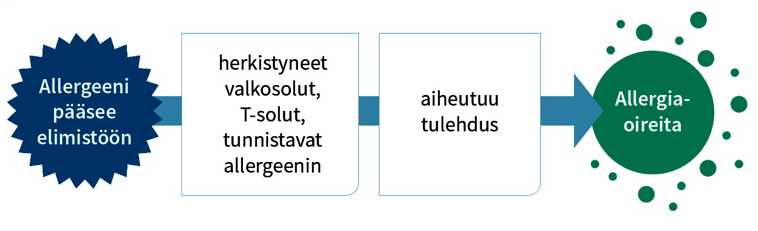 Allergeeni
pääsee
elimistöön
herkistyneet
valkosolut,
T-solut,
tunnistavat
allergeenin
aiheutuu
tulehdus
Allergia-
oireita